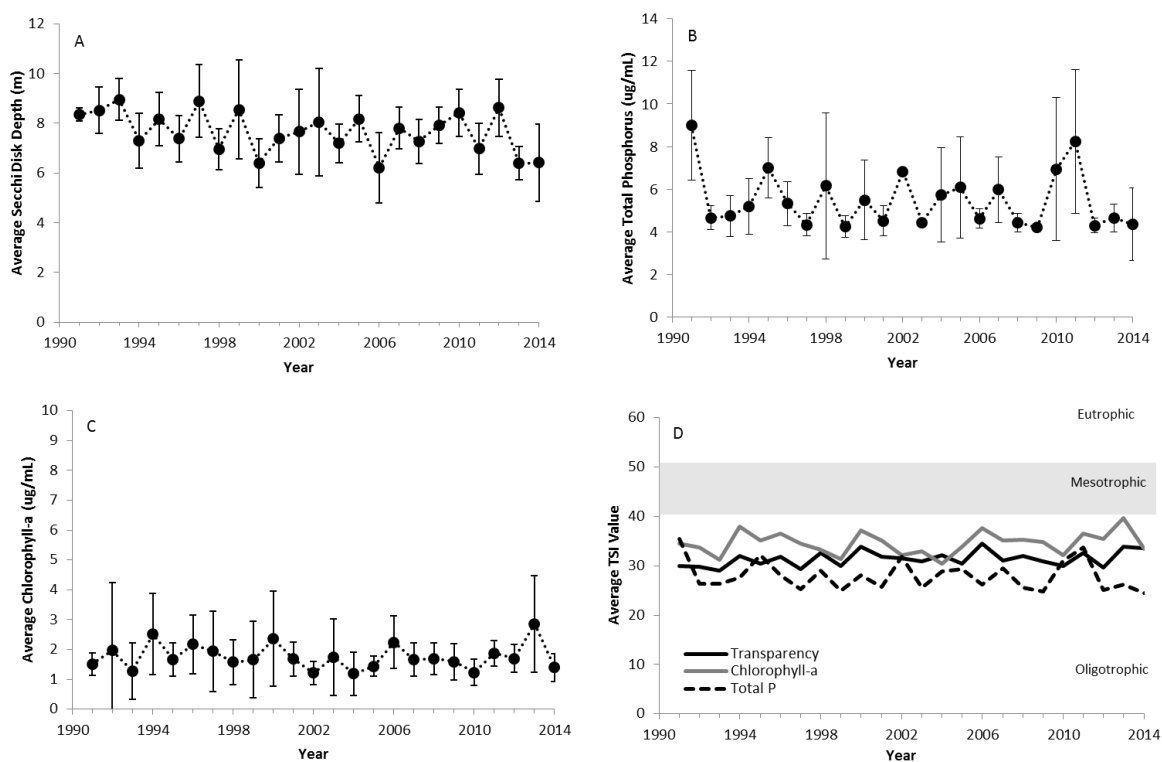 A
Average Secchi Disk Depth (m)
12
10
8
6
4
2
0
1990 1994 1998 2002 2006 2010 2014
Year
B
Average Total Phosphorus (ug/mL)
14
12
10
8
6
4
2
0
1990 1994 1998 2002 2006 2010 2014
Year
C
Average Chlorophyll-a (ug/mL)
10
9
8
7
6
5
4
3
2
1
0
1990 1994 1998 2002 2006 2010 2014
Year
D
Average TSI Value
60
50
40
30
20
10
0
Eutrophic
Mesotrophic
Oligotrophic
Transparency
Chlorophyll-a
Total P
1990 1994 1998 2002 2006 2010 2014
Year